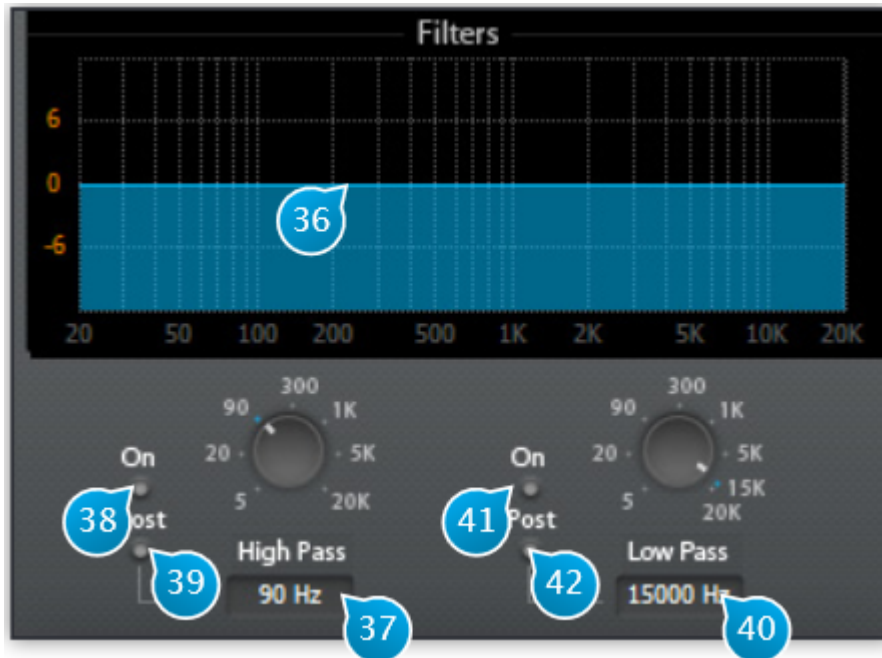 Filters
6
0
-6
36
20 50 100 200 500 1K 2K 5K 10K 20K
300 300
90 1K 90 1K
On 20 5K On 20 5K
15K
5 20K 5 20K
38 ost 41 Post
39 High Pass 42 Low Pass
90 Hz 15000 Hz
37 40